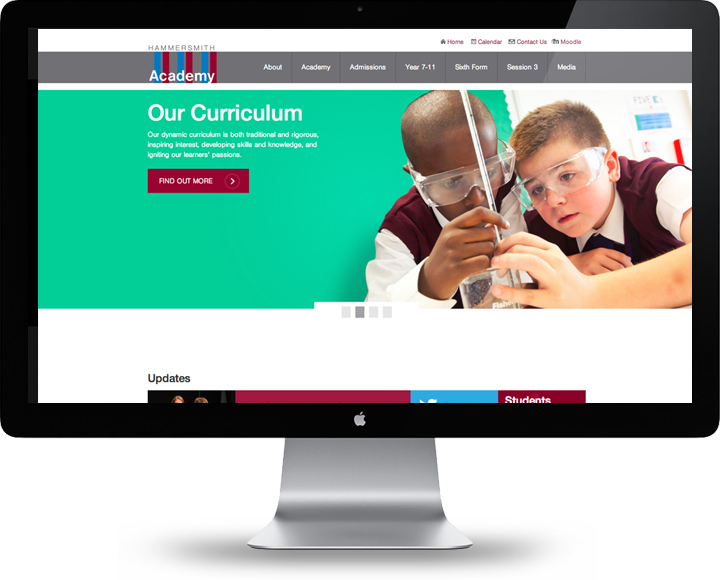 Home Calendar Contact Us Moodle
HAMMERSMITH
Academy
About Academy Admissions Year 7-11 Sixth Form Session 3 Media
Our Curriculum
Our dynamic curriculum is both traditional and rigorous,
inspiring interest, developing skills and knowledge, and
igniting our learners' passions.
FIND OUT MORE
Updates
Students